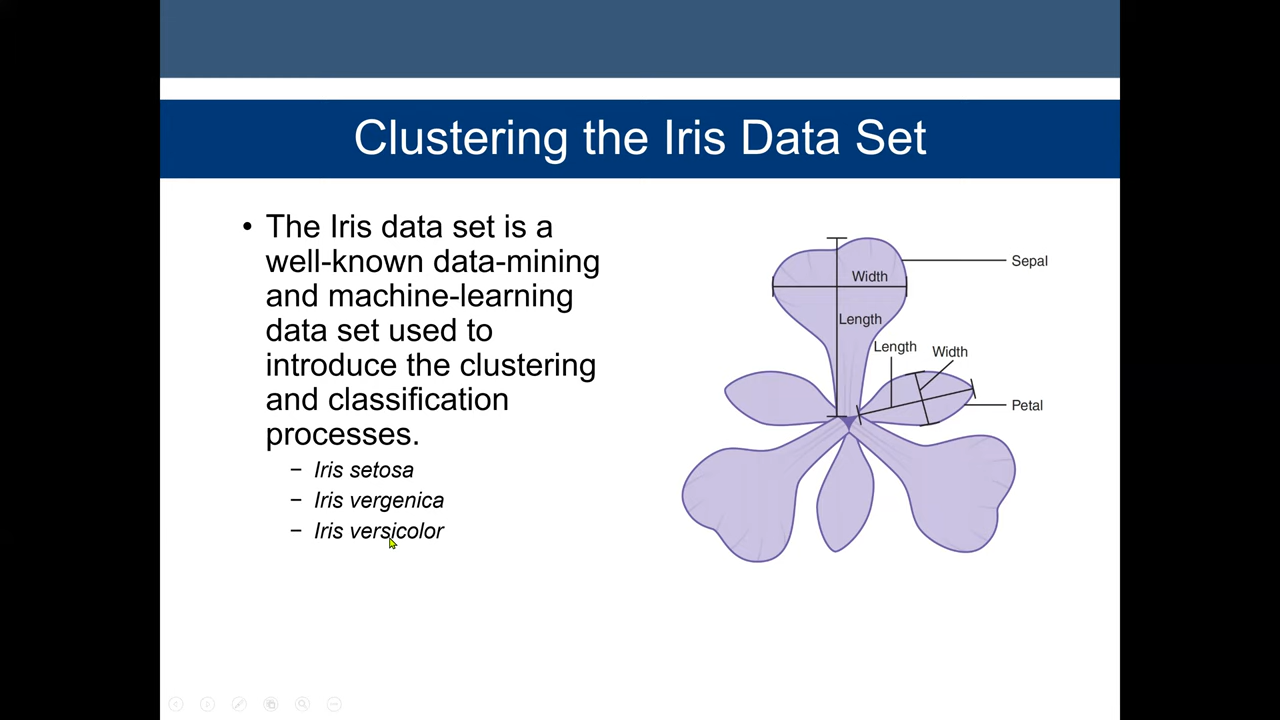 Clustering the Iris Data Set
• The Iris data set is a
well-known data-mining
and machine-learning
data set used to
introduce the clustering
and classification
processes.
– Iris setosa
– Iris vergenica
– Iris versicolor
Sepal
Width
Length
Length
Width
Petal